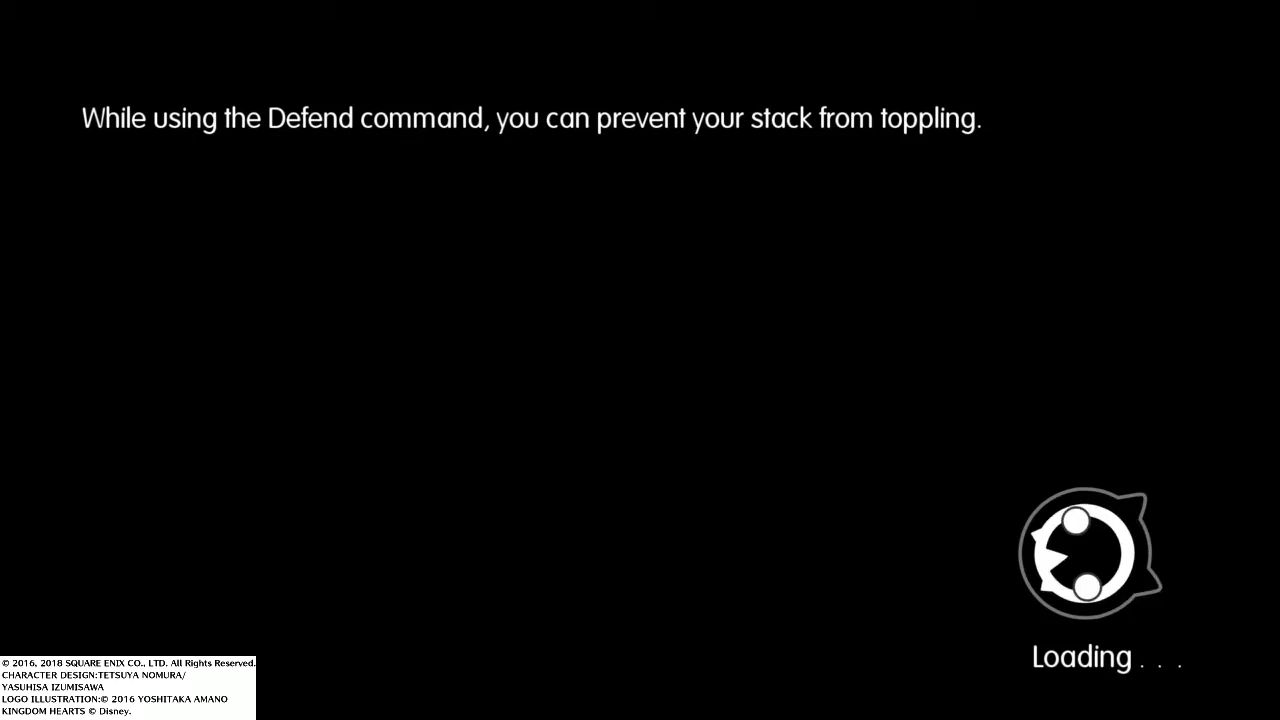 While using the Defend command, you can prevent your stack from toppling.
Loading . . .
© 2016, 2018 SQUARE ENIX CO., LTD. All Rights Reserved.
CHARACTER DESIGN:TETSUYA NOMURA/
YASUHISA IZUMISAWA
LOGO ILLUSTRATION:© 2016 YOSHITAKA AMANO
KINGDOM HEARTS © Disney.